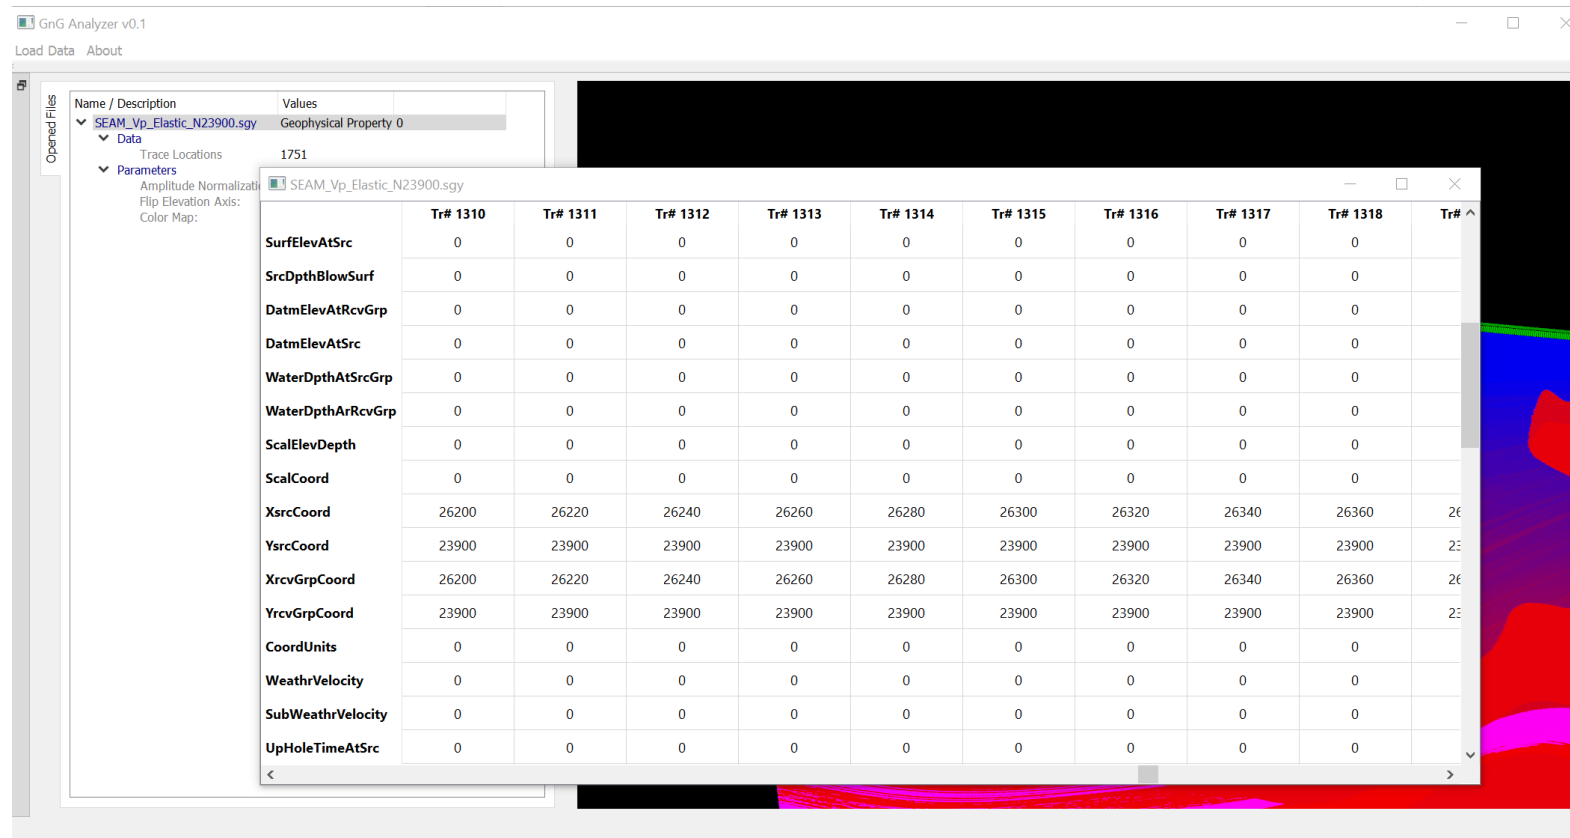 GnG Analyzer v0.1
Load Data About
Opened Files
Name / Description Values
SEAM_Vp_Elastic_N23900.sgy Geophysical Property 0
Data
Trace Locations 1751
Parameters
Amplitude Normalizati
Flip Elevation Axis:
Color Map:
SEAM_Vp_Elastic_N23900.sgy
Tr# 1310 Tr# 1311 Tr# 1312 Tr# 1313 Tr# 1314 Tr# 1315 Tr# 1316 Tr# 1317 Tr# 1318 Tr#
SurfElevAtSrc 0 0 0 0 0 0 0 0 0
SrcDpthBlowSurf 0 0 0 0 0 0 0 0 0
DatmElevAtRcvGrp 0 0 0 0 0 0 0 0 0
DatmElevAtSrc 0 0 0 0 0 0 0 0 0
WaterDpthAtSrcGrp 0 0 0 0 0 0 0 0 0
WaterDpthArRcvGrp 0 0 0 0 0 0 0 0 0
ScalElevDepth 0 0 0 0 0 0 0 0 0
ScalCoord 0 0 0 0 0 0 0 0 0
XsrcCoord 26200 26220 26240 26260 26280 26300 26320 26340 26360 26
YsrcCoord 23900 23900 23900 23900 23900 23900 23900 23900 23900 23
XrcvGrpCoord 26200 26220 26240 26260 26280 26300 26320 26340 26360 26
YrcvGrpCoord 23900 23900 23900 23900 23900 23900 23900 23900 23900 23
CoordUnits 0 0 0 0 0 0 0 0 0
WeathrVelocity 0 0 0 0 0 0 0 0 0
SubWeathrVelocity 0 0 0 0 0 0 0 0 0
UpHoleTimeAtSrc 0 0 0 0 0 0 0 0 0